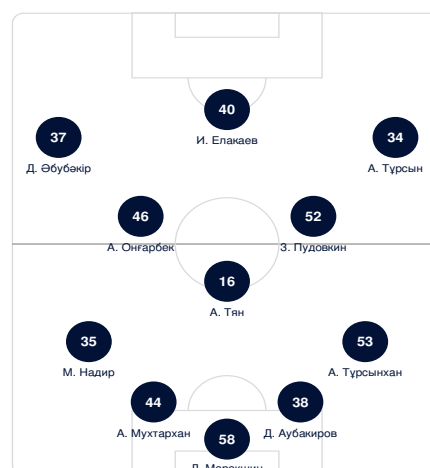 40
И. Елакаев
37
Д. Әбубәкір
34
А. Тұрсын
46
А. Оңғарбек
52
З. Пудовкин
16
А. Тян
35
М. Надир
53
А. Тұрсынхан
44
А. Мухтархан
38
Д. Аубакиров
58